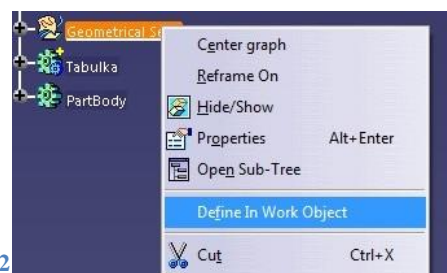 Geometrical Se
Tabulka
PartBody
Center graph
Reframe On
Hide/Show
Properties Alt+Enter
Open Sub-Tree
Define In Work Object
Cut Ctrl+X
2